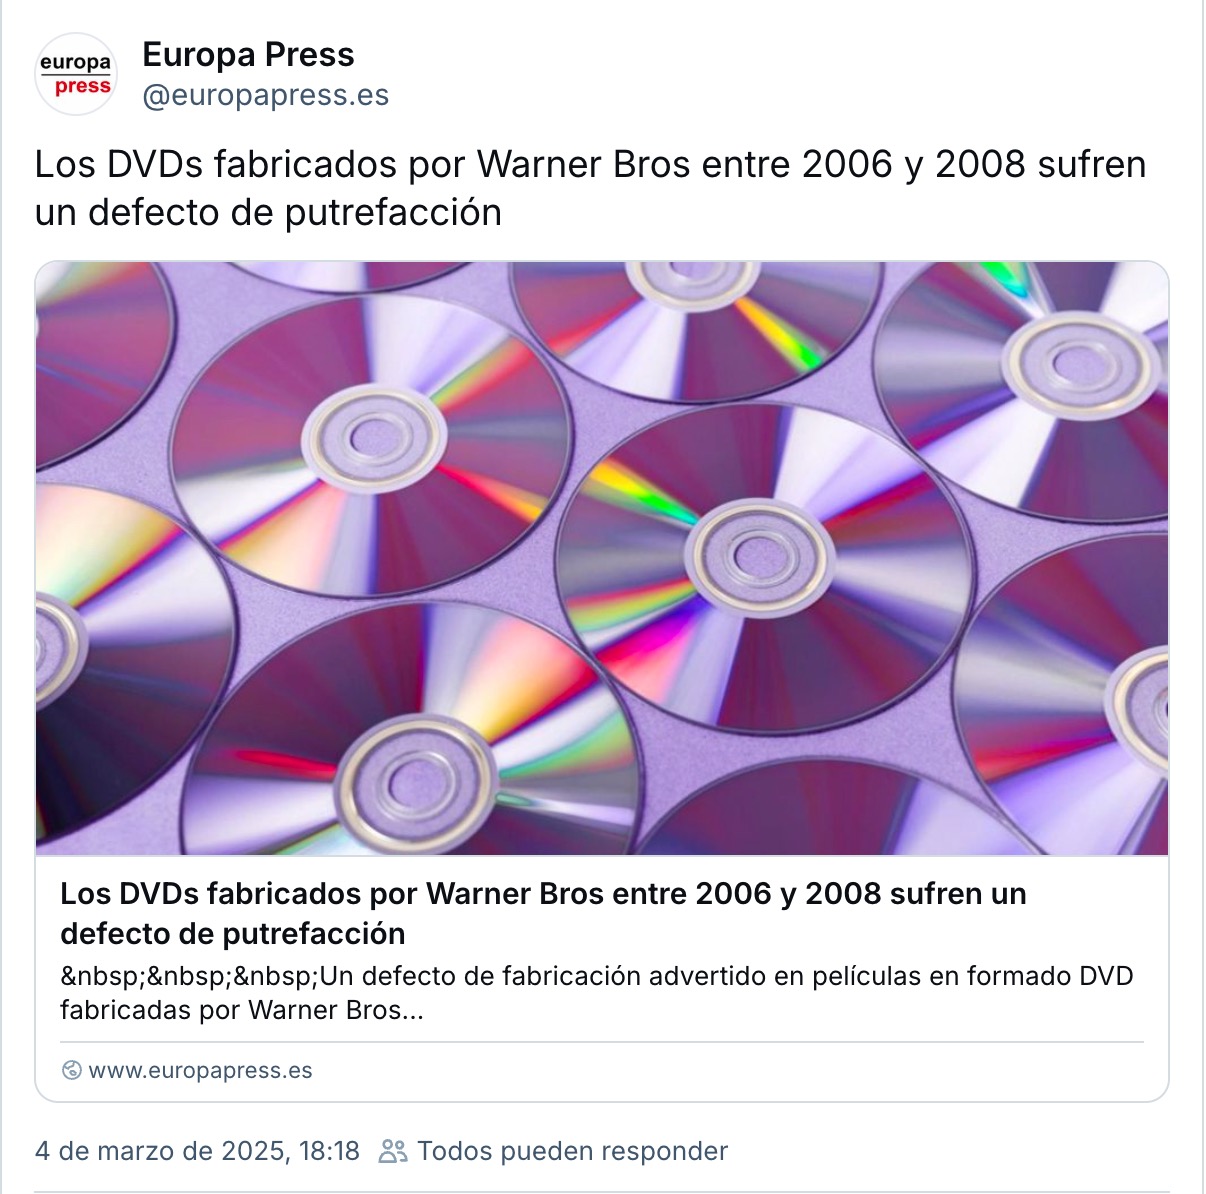 europa
press
Europa Press
@europapress.es
Los DVDs fabricados por Warner Bros entre 2006 y 2008 sufren
un defecto de putrefacción
Los DVDs fabricados por Warner Bros entre 2006 y 2008 sufren un
defecto de putrefacción
&nbsp;&nbsp;&nbsp;Un defecto de fabricación advertido en películas en formado DVD
fabricadas por Warner Bros...
www.europapress.es
4 de marzo de 2025, 18:18 Todos pueden responder